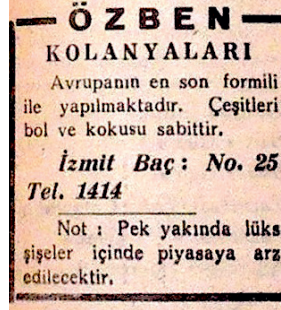 ÖZBEN
KOLANYALARI
Avrupanın en son formili
ile yapılmaktadır. Çeşitleri
bol ve kokusu sabittir.
İzmit Baç : No. 25
Tel. 1414
Not : Pek yakında lüks
şişeler içinde piyasaya arz
edilecektir.